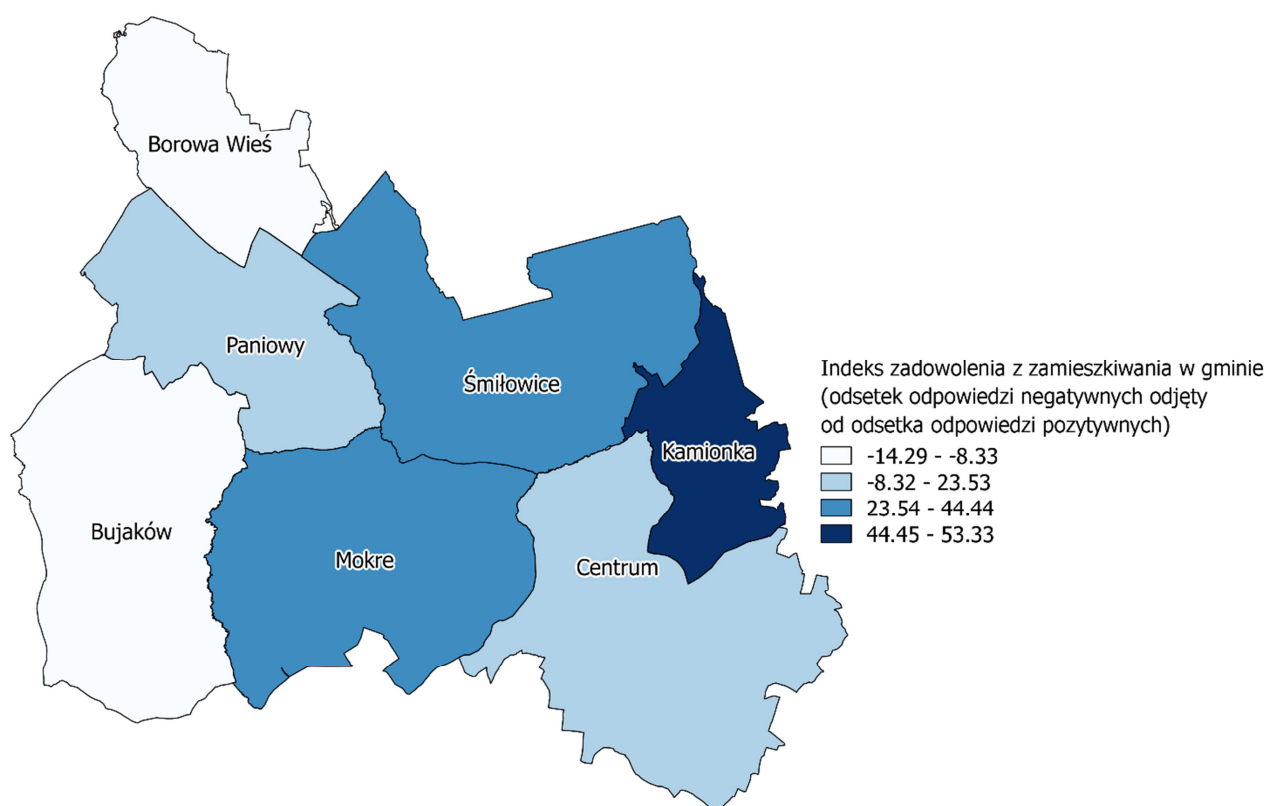 Borowa Wieś
Paniowy
Śmiłowice
Kamionka
Bujaków
Mokre
Centrum
Indeks zadowolenia z zamieszkiwania w gminie
(odsetek odpowiedzi negatywnych odjęty
od odsetka odpowiedzi pozytywnych)
-14.29 - -8.33
-8.32 - 23.53
23.54 - 44.44
44.45 - 53.33